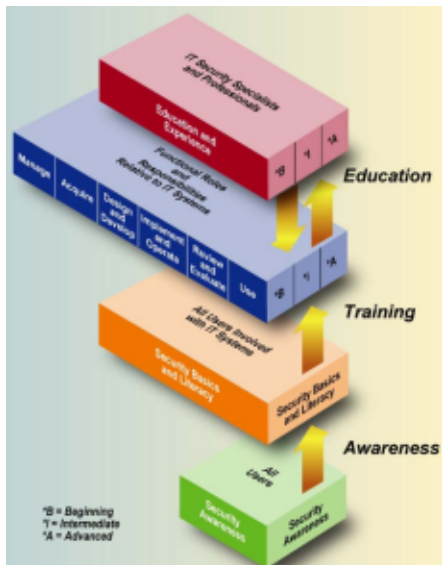 IT Security Specialists
and Professionals
Education and
Experience
*B
*I
*A
Education
Functional Roles
and
Responsibilities
Relative to IT Systems
Manage
Acquire
Design
and
Develop
Implement
and
Operate
Review
and
Evaluate
Use
*B
*I
*A
Training
All Users Involved
with IT Systems
Security Basics
and Literacy
Security Basics
and Literacy
Awareness
All
Users
Security
Awareness
Security
Awareness
*B = Beginning
*I = Intermediate
*A = Advanced